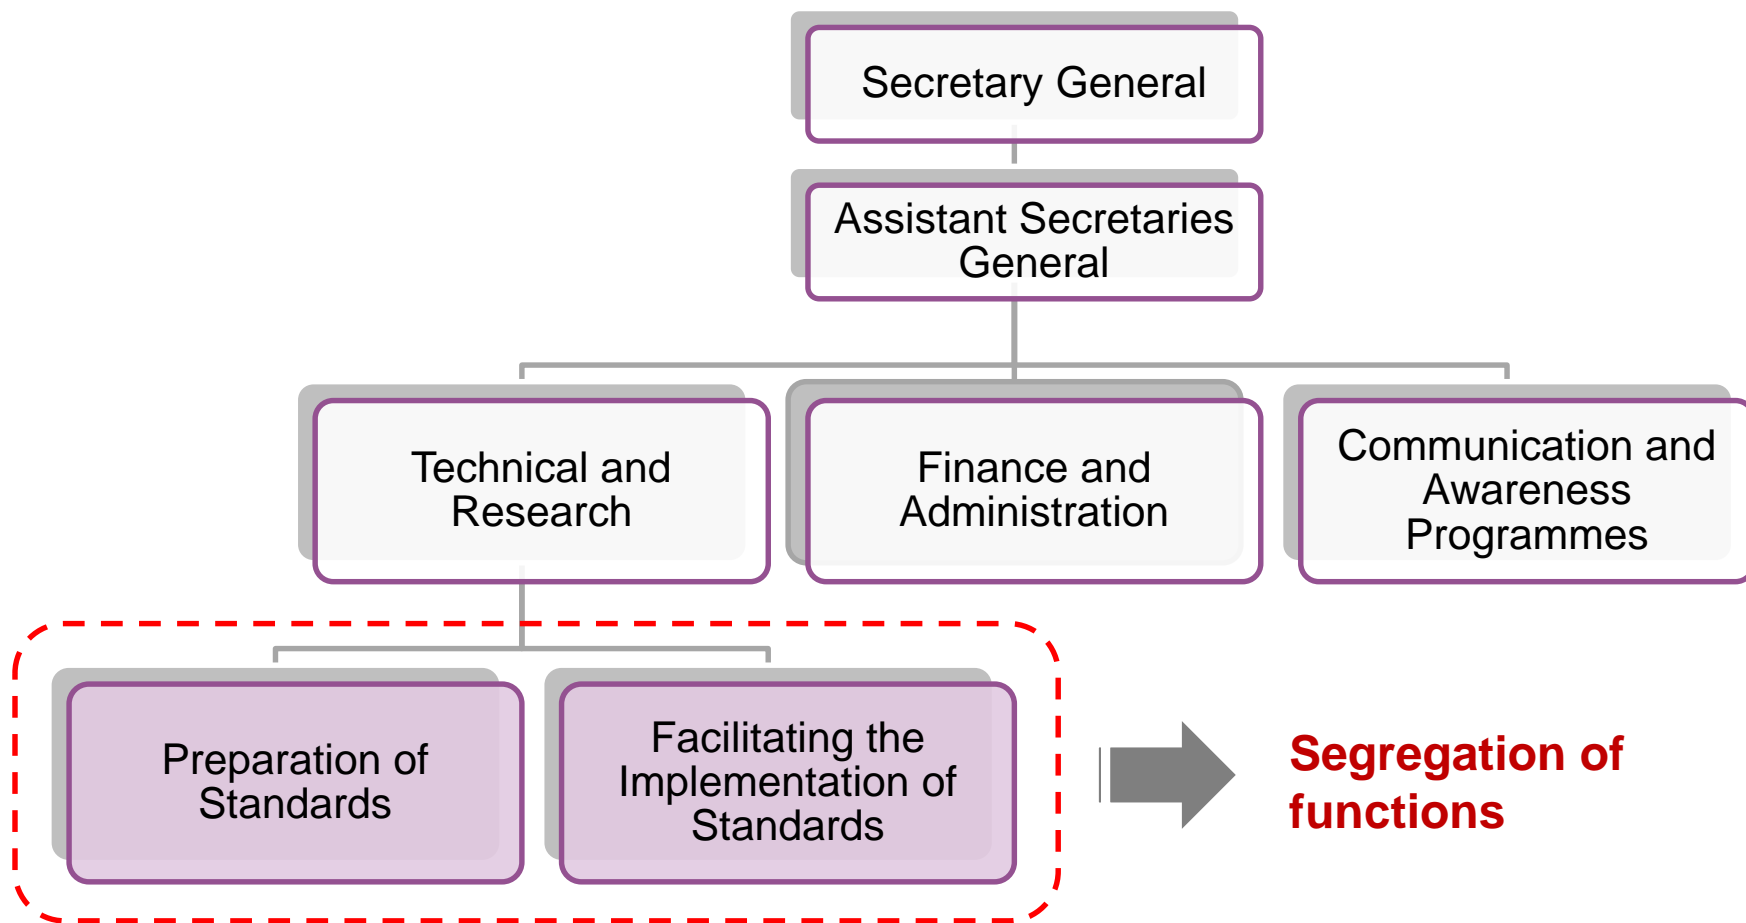 Secretary General
Assistant Secretaries
General
Technical and
Research
Finance and
Administration
Communication and
Awareness
Programmes
Preparation of
Standards
Facilitating the
Implementation of
Standards
Segregation of
functions